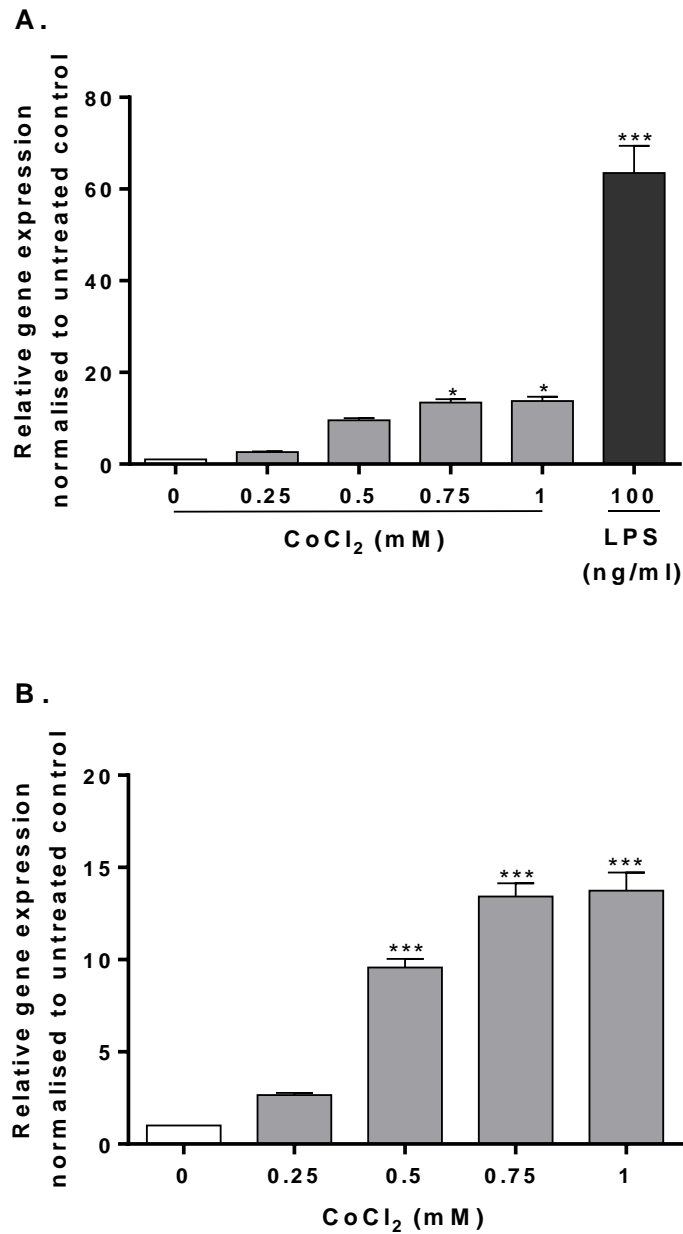 A.
Relative gene expression
normalised to untreated control
80
60
40
20
0
***
* *
0 0.25 0.5 0.75 1 100
CoCl₂ (mM) LPS
(ng/ml)
B.
Relative gene expression
normalised to untreated control
20
15
10
5
0
*** *** ***
0 0.25 0.5 0.75 1
CoCl₂ (mM)